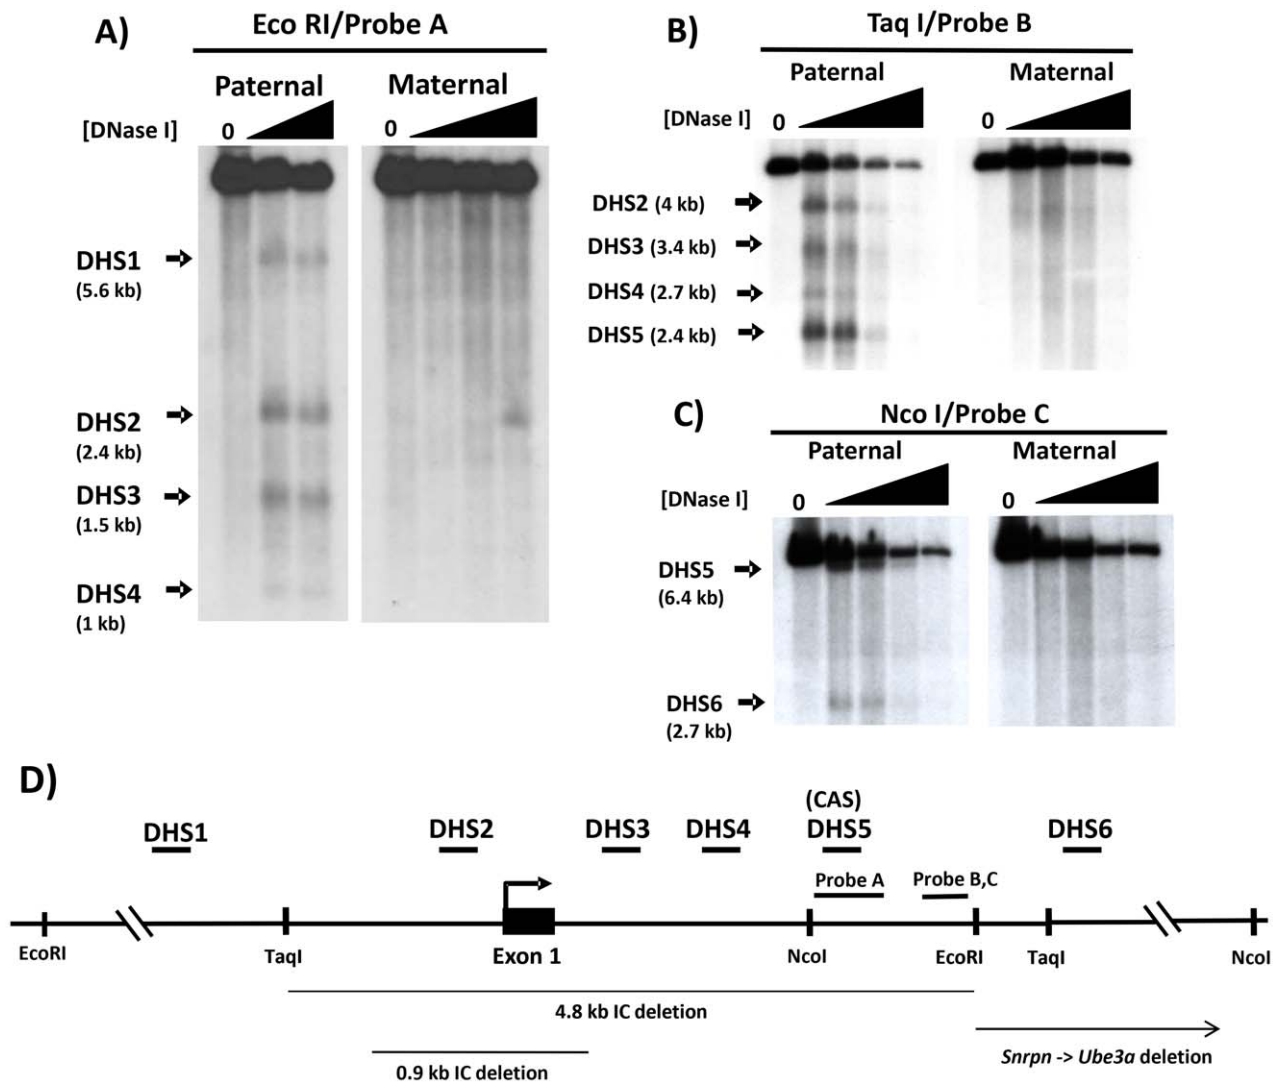 A)
Eco RI/Probe A
Paternal
Maternal
[DNase I]
0
0
DHS1
(5.6 kb)
DHS2
(2.4 kb)
DHS3
(1.5 kb)
DHS4
(1 kb)
B)
Taq I/Probe B
Paternal
Maternal
[DNase I]
0
0
DHS2 (4 kb)
DHS3 (3.4 kb)
DHS4 (2.7 kb)
DHS5 (2.4 kb)
C)
Nco I/Probe C
Paternal
Maternal
[DNase I]
0
0
DHS5
(6.4 kb)
DHS6
(2.7 kb)
D)
(CAS)
DHS1
DHS2
DHS3
DHS4
DHS5
DHS6
Probe A
Probe B,C
EcoRI
TaqI
Exon 1
NcoI
EcoRI
TaqI
NcoI
4.8 kb IC deletion
Snrpn -> Ube3a deletion
0.9 kb IC deletion